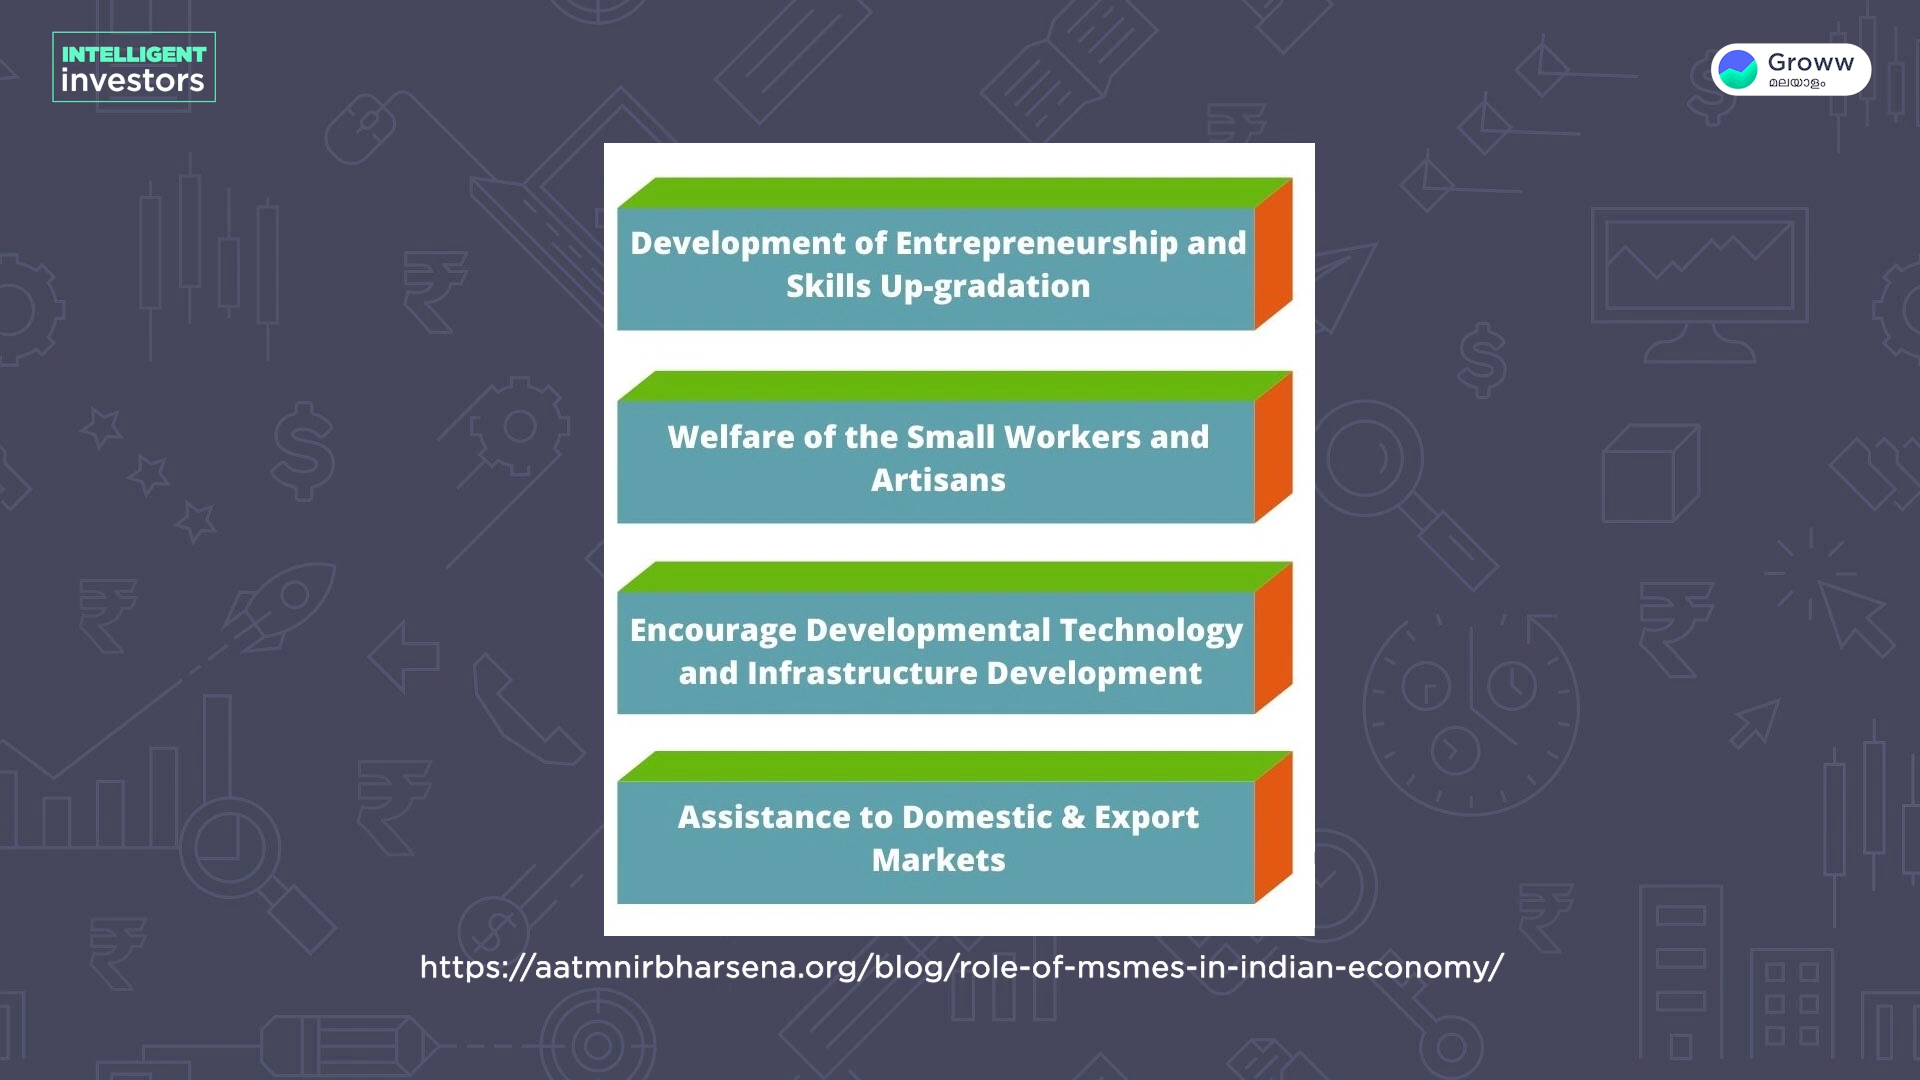 INTELLIGENT
investors
Groww
മലയാളം
Development of Entrepreneurship and
Skills Up-gradation
Welfare of the Small Workers and
Artisans
Encourage Developmental Technology
and Infrastructure Development
Assistance to Domestic & Export
Markets
https://aatmnirbharsena.org/blog/role-of-msmes-in-indian-economy/